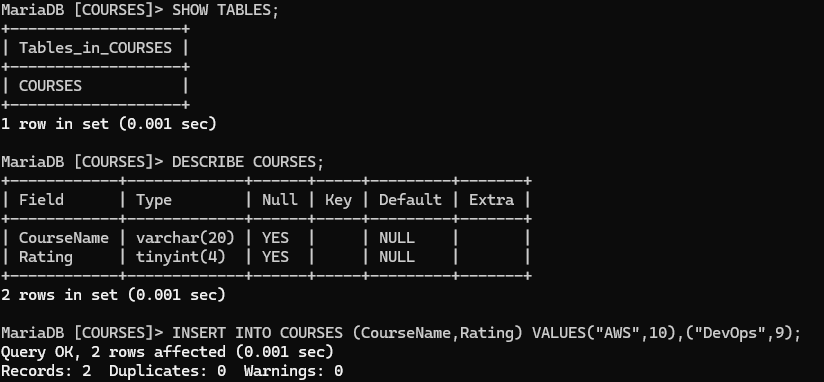 MariaDB [COURSES]> SHOW TABLES;
+-------------------+
| Tables_in_COURSES |
+-------------------+
| COURSES           |
+-------------------+
1 row in set (0.001 sec)
MariaDB [COURSES]> DESCRIBE COURSES;
+------------+-------------+------+-----+---------+-------+
| Field      | Type        | Null | Key | Default | Extra |
+------------+-------------+------+-----+---------+-------+
| CourseName | varchar(20) | YES  |     | NULL    |       |
| Rating     | tinyint(4)  | YES  |     | NULL    |       |
+------------+-------------+------+-----+---------+-------+
2 rows in set (0.001 sec)
MariaDB [COURSES]> INSERT INTO COURSES (CourseName,Rating) VALUES("AWS",10),("DevOps",9);
Query OK, 2 rows affected (0.001 sec)
Records: 2  Duplicates: 0  Warnings: 0